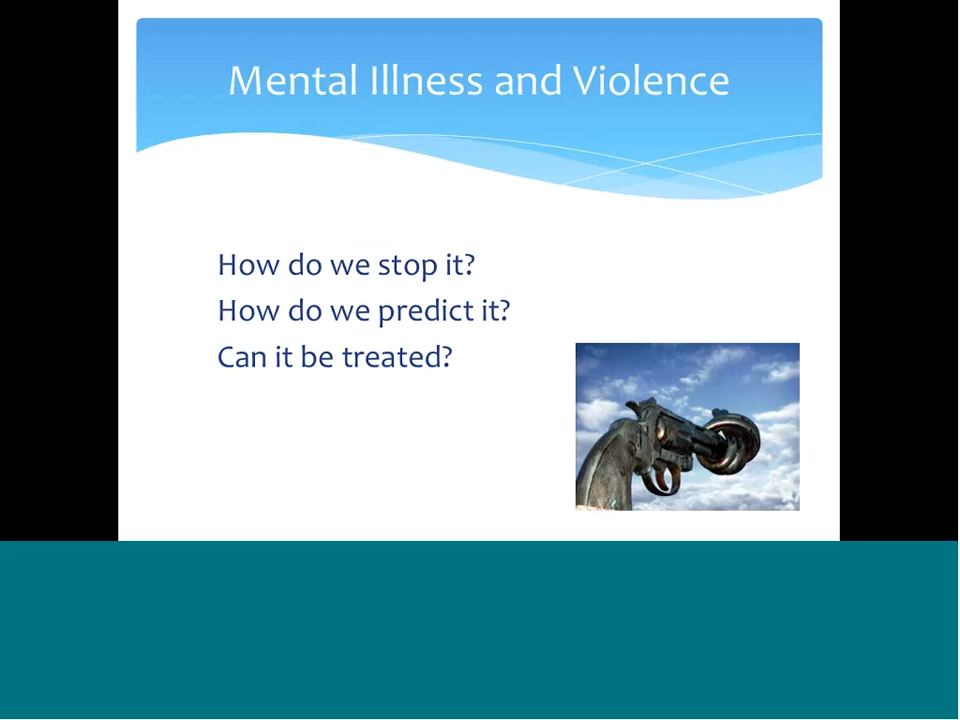 Mental Illness and Violence
How do we stop it?
How do we predict it?
Can it be treated?